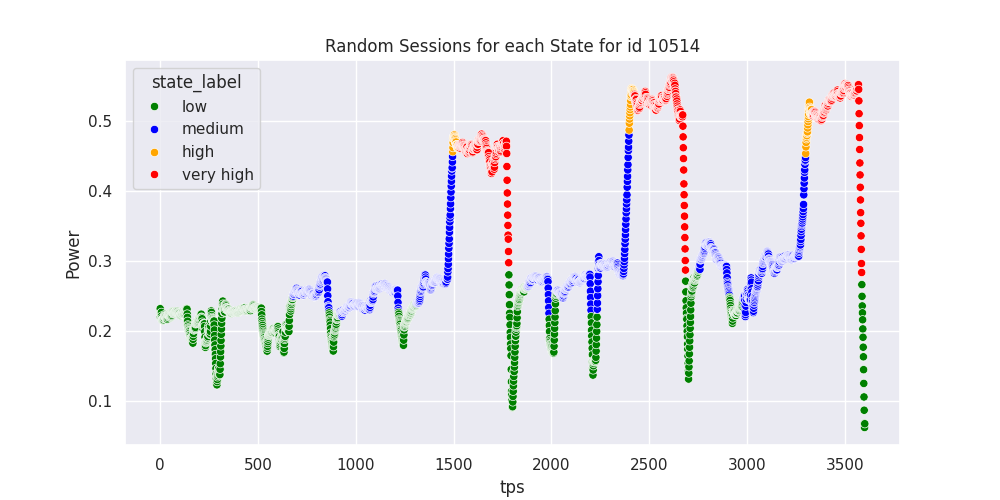 Random Sessions for each State for id 10514
state_label
low
medium
high
very high
Power
0.5
0.4
0.3
0.2
0.1
0 500 1000 1500 2000 2500 3000 3500
tps